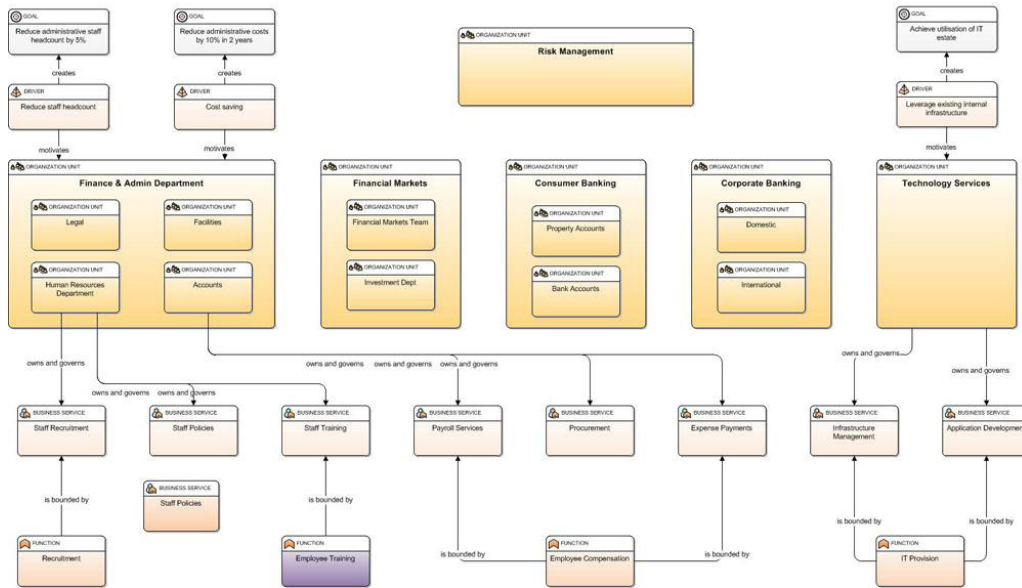 GOAL
Reduce administrative staff
headcount by 5%
GOAL
Reduce administrative costs
by 10% in 2 years
ORGANIZATION UNIT
Risk Management
GOAL
Achieve utilisation of IT
estate
creates
creates
creates
DRIVER
Reduce staff headcount
DRIVER
Cost saving
DRIVER
Leverage existing internal
infrastructure
motivates
motivates
motivates
ORGANIZATION UNIT
Finance & Admin Department
ORGANIZATION UNIT
Legal
ORGANIZATION UNIT
Facilities
ORGANIZATION UNIT
Human Resources
Department
ORGANIZATION UNIT
Accounts
ORGANIZATION UNIT
Financial Markets
ORGANIZATION UNIT
Financial Markets Team
ORGANIZATION UNIT
Investment Dept
ORGANIZATION UNIT
Consumer Banking
ORGANIZATION UNIT
Property Accounts
ORGANIZATION UNIT
Bank Accounts
ORGANIZATION UNIT
Corporate Banking
ORGANIZATION UNIT
Domestic
ORGANIZATION UNIT
International
ORGANIZATION UNIT
Technology Services
owns and governs
owns and governs
owns and governs
owns and governs
owns and governs
owns and governs
owns and governs
owns and governs
BUSINESS SERVICE
Staff Recruitment
BUSINESS SERVICE
Staff Policies
BUSINESS SERVICE
Staff Training
BUSINESS SERVICE
Payroll Services
BUSINESS SERVICE
Procurement
BUSINESS SERVICE
Expense Payments
BUSINESS SERVICE
Infrastructure
Management
BUSINESS SERVICE
Application Development
is bounded by
BUSINESS SERVICE
Staff Policies
is bounded by
is bounded by
is bounded by
is bounded by
is bounded by
FUNCTION
Recruitment
FUNCTION
Employee Training
FUNCTION
Employee Compensation
FUNCTION
IT Provision